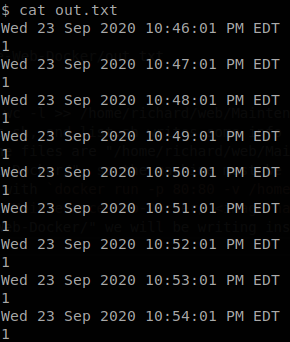 $ cat out.txt
Wed 23 Sep 2020 10:46:01 PM EDT
1
Wed 23 Sep 2020 10:47:01 PM EDT
1
Wed 23 Sep 2020 10:48:01 PM EDT
1
Wed 23 Sep 2020 10:49:01 PM EDT
1
Wed 23 Sep 2020 10:50:01 PM EDT
1
Wed 23 Sep 2020 10:51:01 PM EDT
1
Wed 23 Sep 2020 10:52:01 PM EDT
1
Wed 23 Sep 2020 10:53:01 PM EDT
1
Wed 23 Sep 2020 10:54:01 PM EDT
1